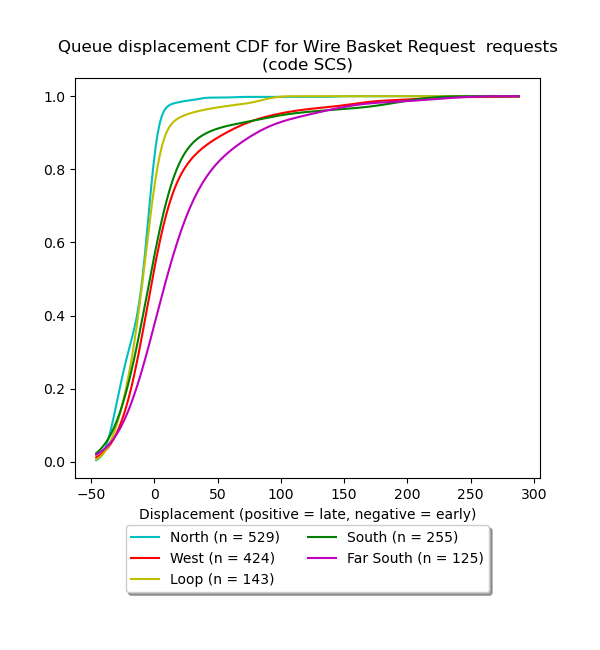 Queue displacement CDF for Wire Basket Request  requests
(code SCS)
1.0
0.8
0.6
0.4
0.2
0.0
−50 0 50 100 150 200 250 300
Displacement (positive = late, negative = early)
North (n = 529) South (n = 255)
West (n = 424) Far South (n = 125)
Loop (n = 143)